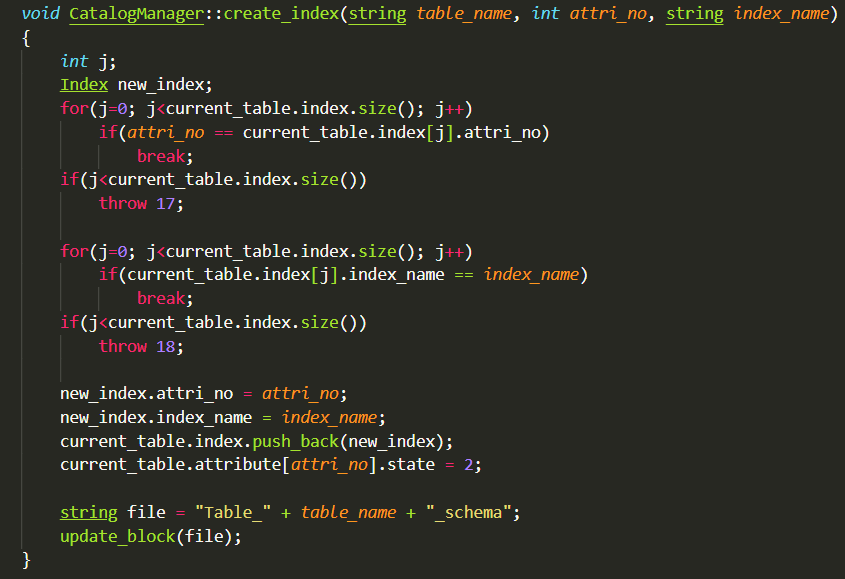 void CatalogManager::create_index(string table_name, int attri_no, string index_name)
{
    int j;
    Index new_index;
    for(j=0; j<current_table.index.size(); j++)
        if(attri_no == current_table.index[j].attri_no)
            break;
    if(j<current_table.index.size())
        throw 17;

    for(j=0; j<current_table.index.size(); j++)
        if(current_table.index[j].index_name == index_name)
            break;
    if(j<current_table.index.size())
        throw 18;

    new_index.attri_no = attri_no;
    new_index.index_name = index_name;
    current_table.index.push_back(new_index);
    current_table.attribute[attri_no].state = 2;

    string file = "Table_" + table_name + "_schema";
    update_block(file);
}